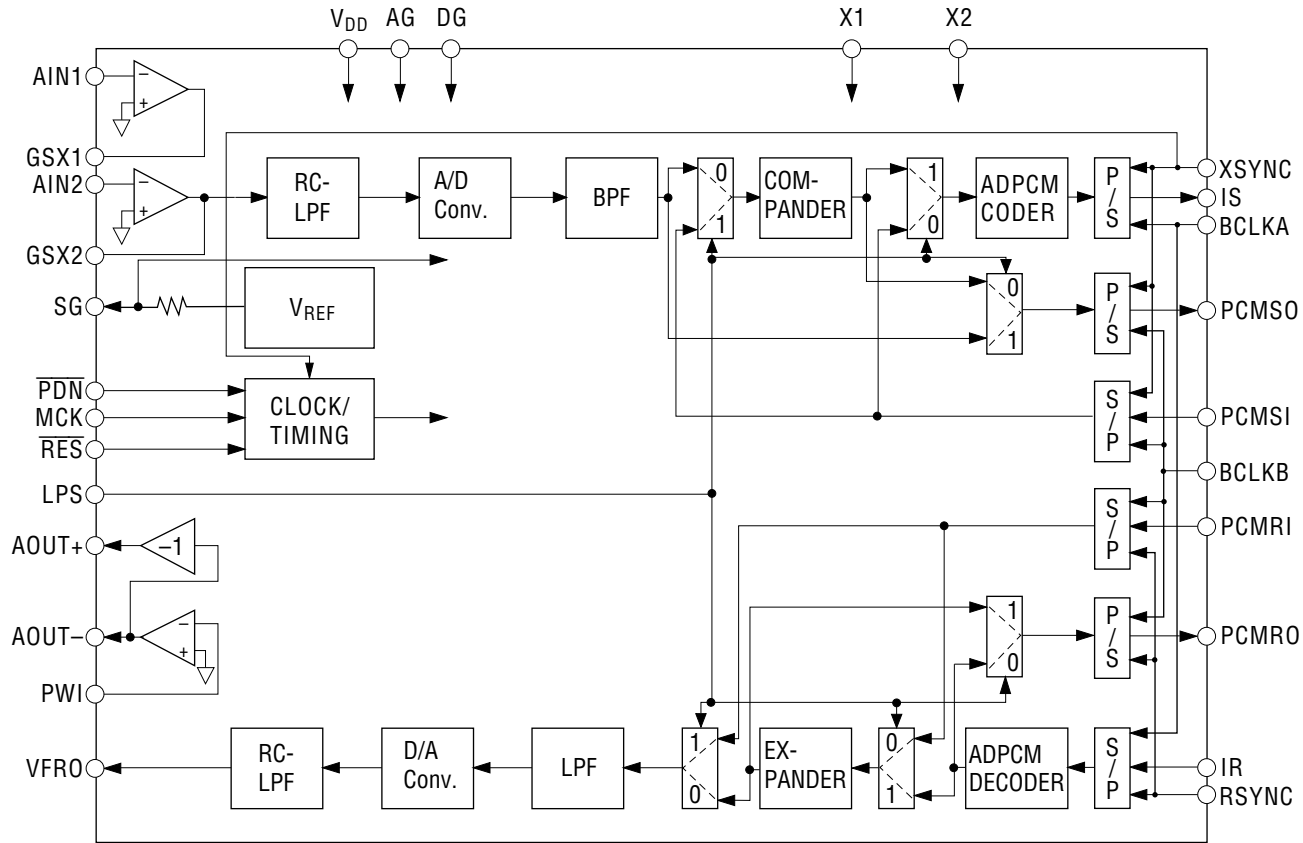 VDD AG DG X1 X2
AIN1
−
+
GSX1
AIN2
−
+
GSX2
RC-
LPF
A/D
Conv.
BPF
0
1
COM-
PANDER
1
0
ADPCM
CODER
P
/
S
XSYNC
IS
BCLKA
SG
VREF
0
1
P
/
S
PCMSO
PDN
MCK
RES
CLOCK/
TIMING
S
/
P
PCMSI
BCLKB
LPS
S
/
P
PCMRI
AOUT+
−1
AOUT−
−
+
PWI
1
0
P
/
S
PCMRO
VFRO
RC-
LPF
D/A
Conv.
LPF
1
0
EX-
PANDER
0
1
ADPCM
DECODER
S
/
P
IR
RSYNC